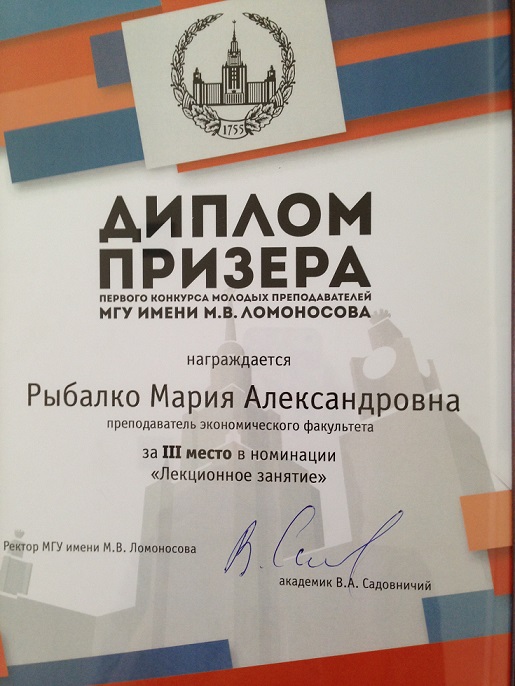 1755
ДИПЛОМ
ПРИЗЕРА
ПЕРВОГО КОНКУРСА МОЛОДЫХ ПРЕПОДАВАТЕЛЕЙ
МГУ ИМЕНИ М.В. ЛОМОНОСОВА
награждается
Рыбалко Мария Александровна
преподаватель экономического факультета
за III место в номинации
«Лекционное занятие»
Ректор МГУ имени М.В. Ломоносова
академик В.А. Садовничий